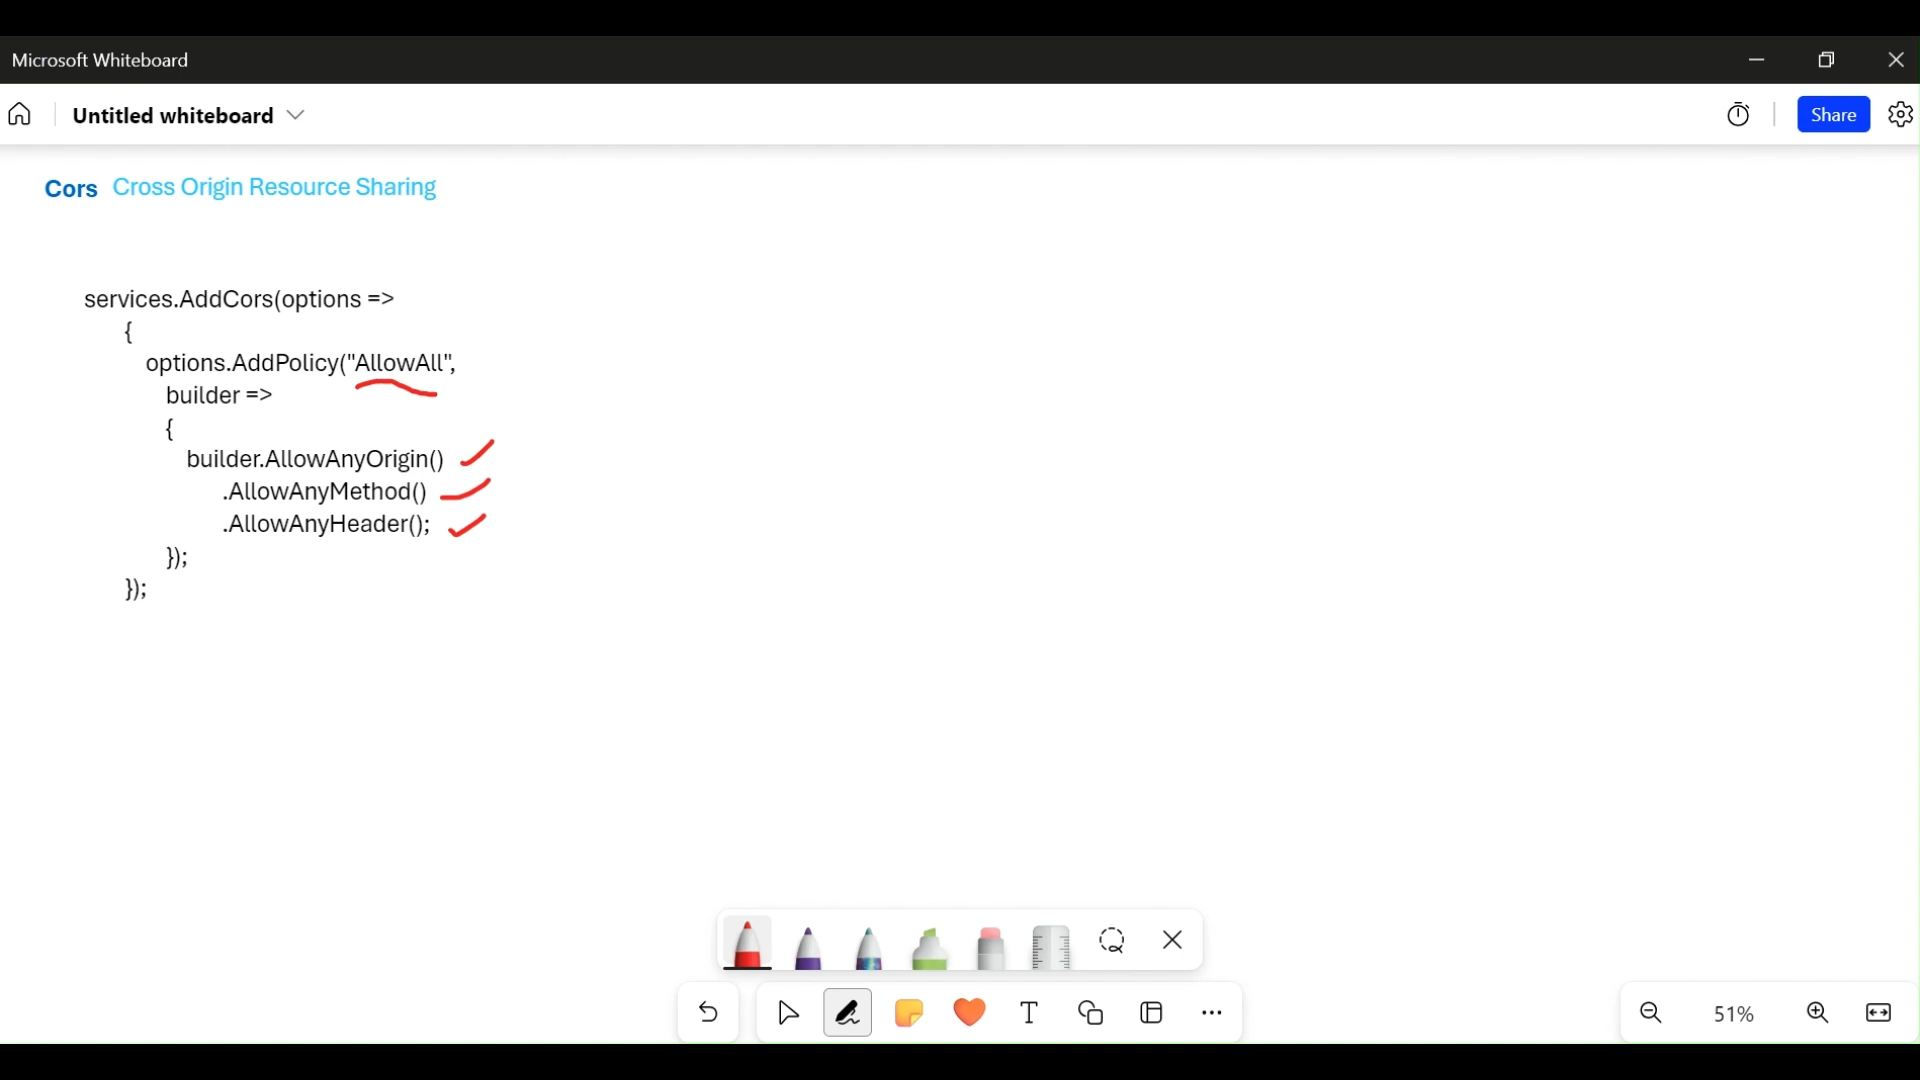 Microsoft Whiteboard
Untitled whiteboard
Share
Cors Cross Origin Resource Sharing
services.AddCors(options =>
{
options.AddPolicy("AllowAll",
builder =>
{
builder.AllowAnyOrigin()
.AllowAnyMethod()
.AllowAnyHeader();
});
});
51%